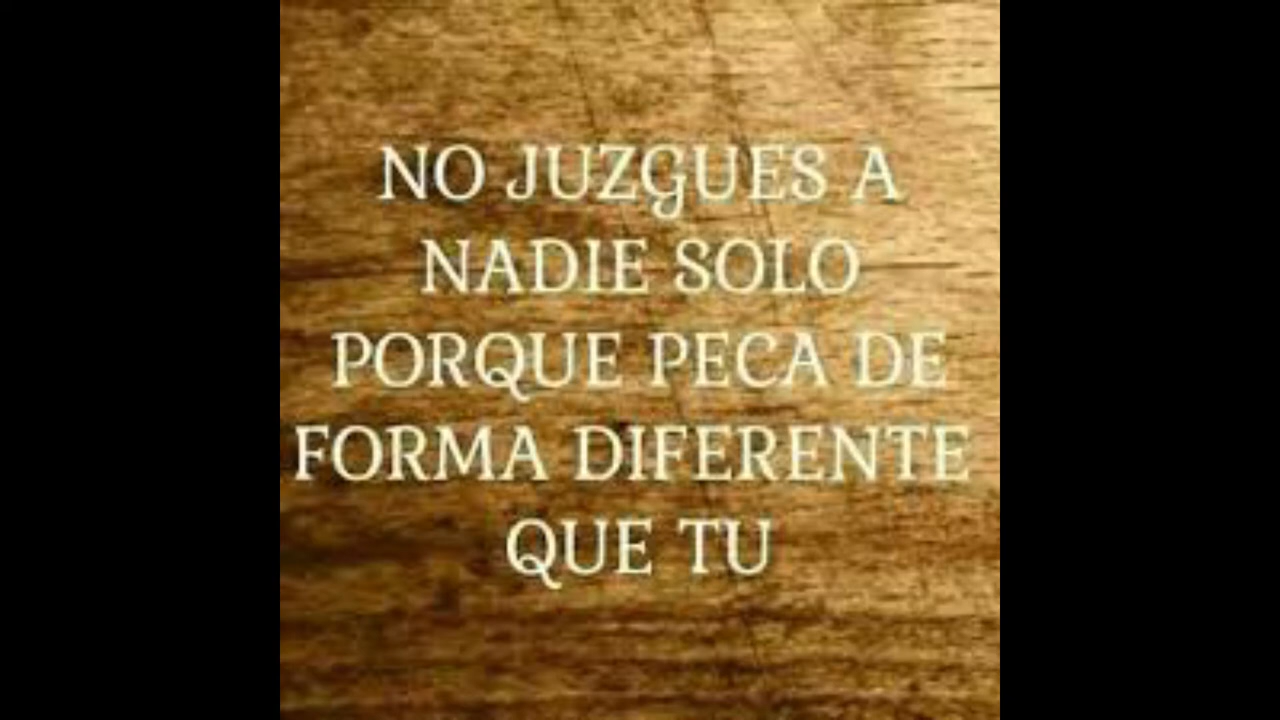 NO JUZGUES A
NADIE SOLO
PORQUE PECA DE
FORMA DIFERENTE
QUE TU